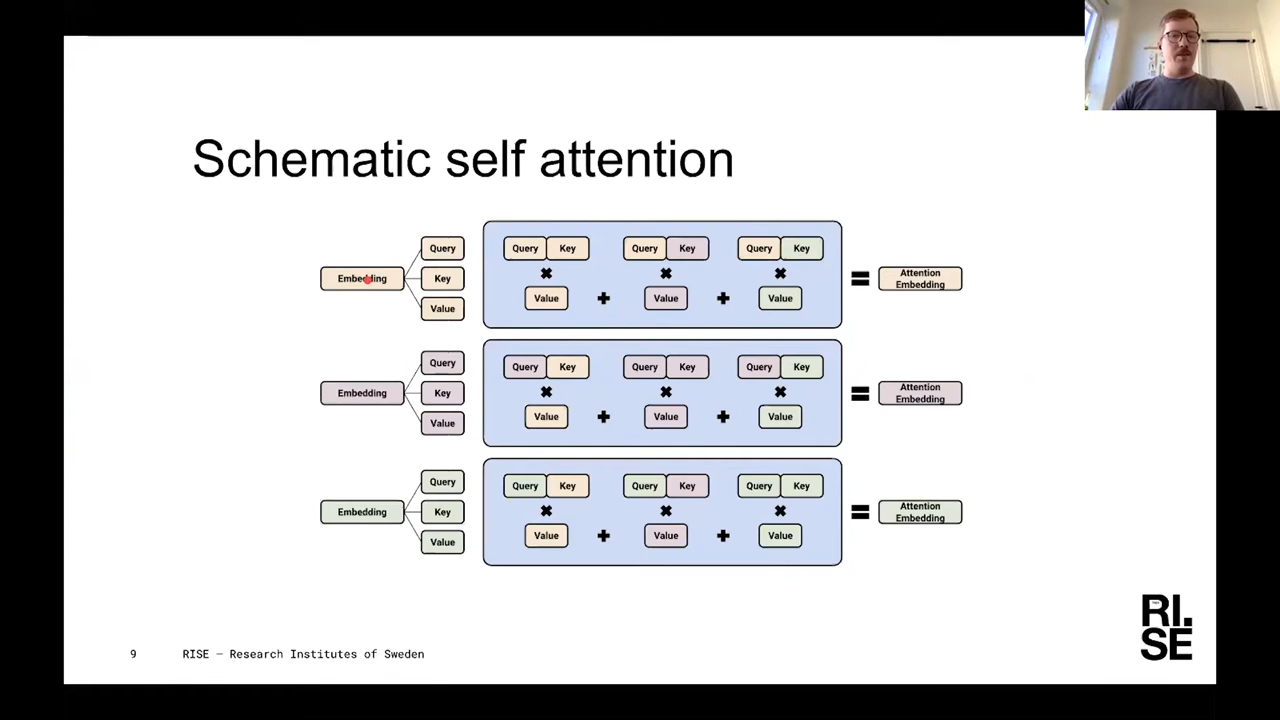 Schematic self attention
Query
Embedding
Key
Value
Query Key Query Key Query Key
Value Value Value
Attention
Embedding
Query
Embedding
Key
Value
Query Key Query Key Query Key
Value Value Value
Attention
Embedding
Query
Embedding
Key
Value
Query Key Query Key Query Key
Value Value Value
Attention
Embedding
9
RISE — Research Institutes of Sweden
RI.
SE